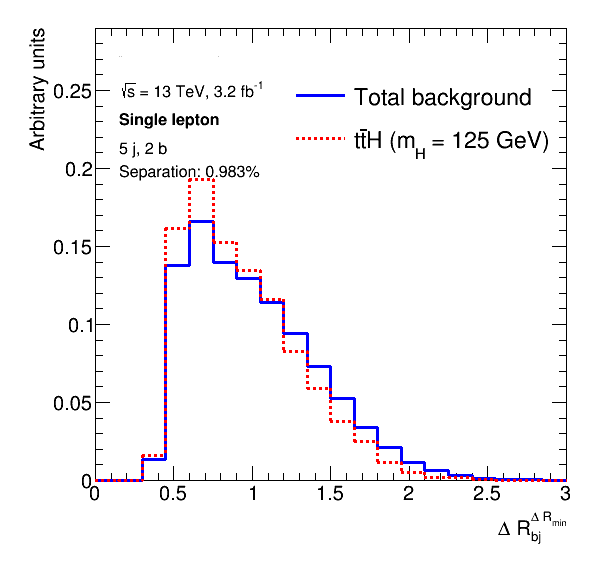 Arbitrary units
0.25
0.2
0.15
0.1
0.05
0
√s = 13 TeV, 3.2 fb⁻¹
Single lepton
5 j, 2 b
Separation: 0.983%
Total background
tt̄H (m_H = 125 GeV)
0 0.5 1 1.5 2 2.5 3
Δ R_bj^Δ R_min